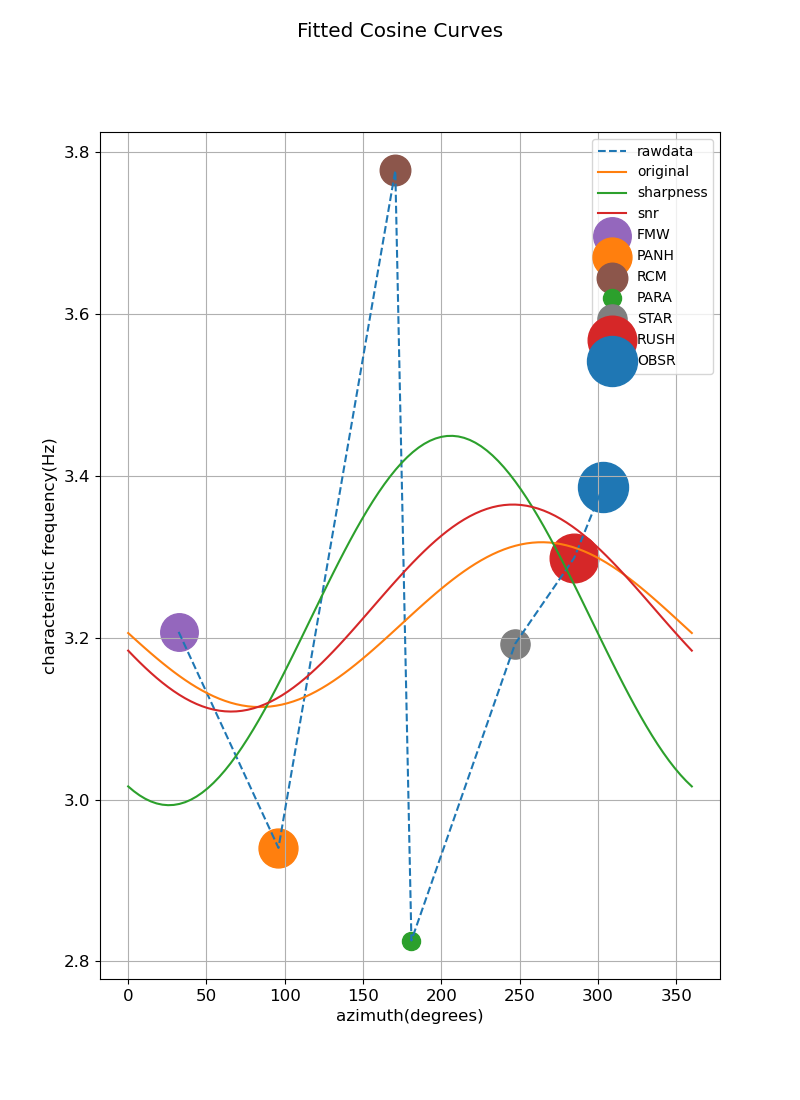 Fitted Cosine Curves
characteristic frequency(Hz)
3.8
3.6
3.4
3.2
3.0
2.8
rawdata
original
sharpness
snr
FMW
PANH
RCM
PARA
STAR
RUSH
OBSR
0 50 100 150 200 250 300 350
azimuth(degrees)